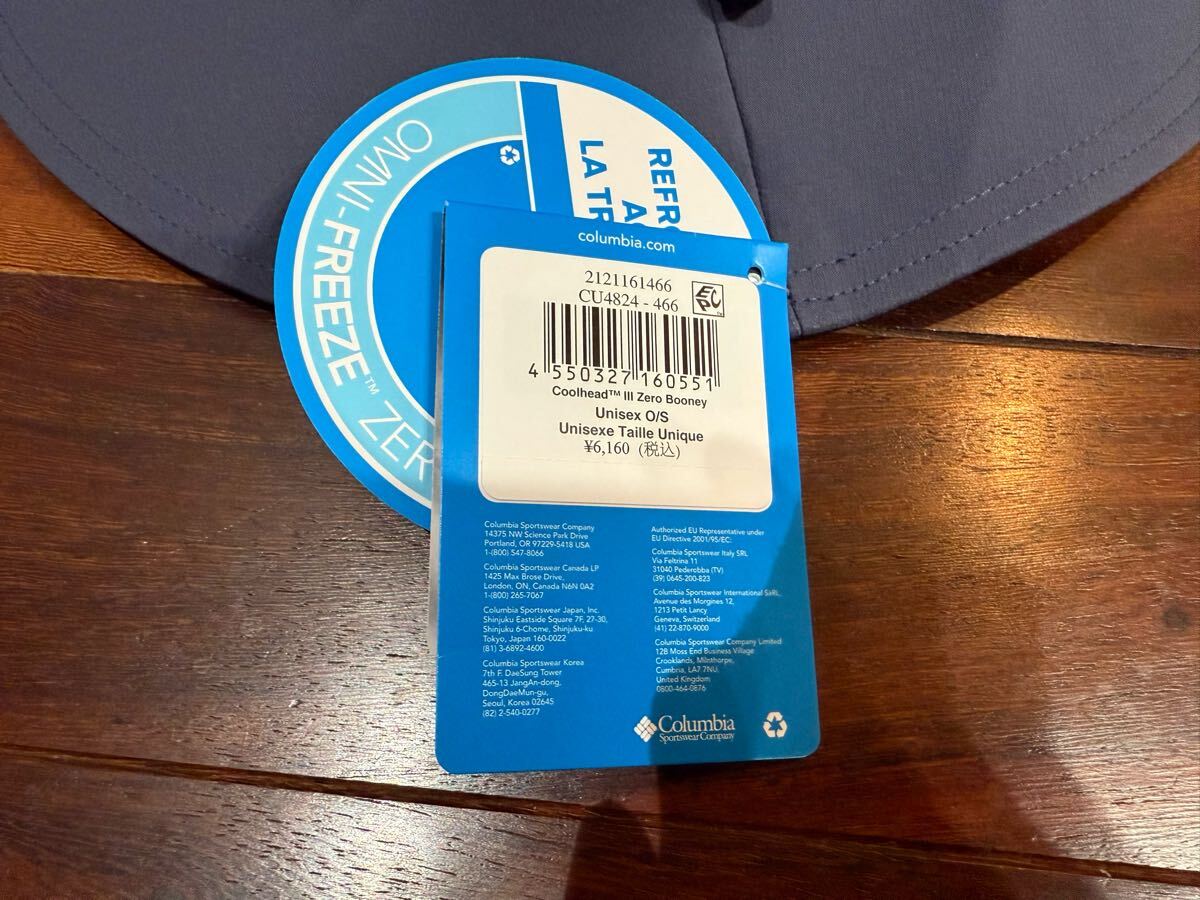 OMNI-FREEZE™ ZER
REFR
A
LA TR
columbia.com
2121161466
CU4824 - 466
EPC
4 550327 160551
Coolhead™ III Zero Booney
Unisex O/S
Unisexe Taille Unique
¥6,160 (税込)
Columbia Sportswear Company
14375 NW Science Park Drive
Portland, OR 97229-5418 USA
1-(800) 547-8066
Columbia Sportswear Canada LP
1425 Max Brose Drive,
London, ON, Canada N6N 0A2
1-(800) 265-7067
Columbia Sportswear Japan, Inc.
Shinjuku Eastside Square 7F, 27-30,
Shinjuku 6-Chome, Shinjuku-ku
Tokyo, Japan 160-0022
(81) 3-6892-4600
Columbia Sportswear Korea
7th F. DaeSung Tower
465-13 JangAn-dong,
DongDaeMun-gu,
Seoul, Korea 02645
(82) 2-540-0277
Authorized EU Representative under
EU Directive 2001/95/EC:
Columbia Sportswear Italy SRL
Via Feltrina 11
31040 Pederobba (TV)
(39) 0645-200-823
Columbia Sportswear International SàRL
Avenue des Morgines 12,
1213 Petit Lancy
Geneva, Switzerland
(41) 22-870-9000
Columbia Sportswear Company Limited
12B Moss End Business Village
Crooklands, Milnthorpe,
Cumbria, LA7 7NU,
United Kingdom
0800-464-0876
Columbia
Sportswear Company